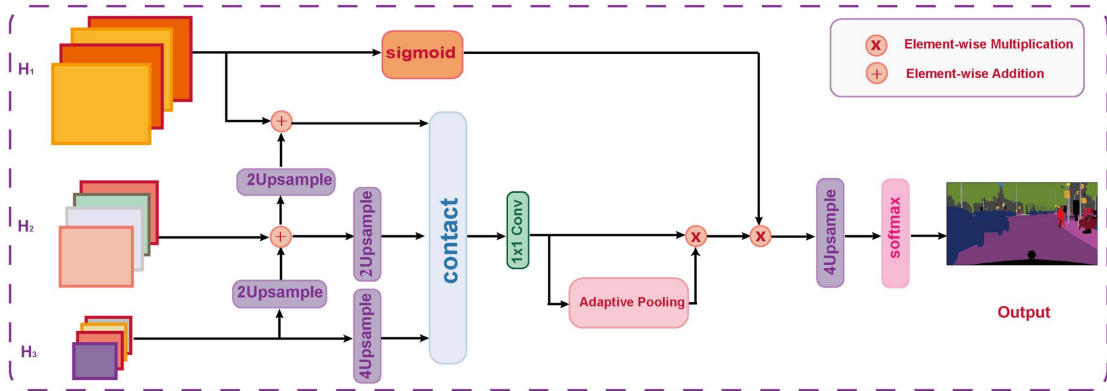 H1
sigmoid
x Element-wise Multiplication
+ Element-wise Addition
+
2Upsample
H2
+
2Upsample
contact
1x1 Conv
x
x
4Upsample
softmax
2Upsample
Adaptive Pooling
Output
H3
4Upsample